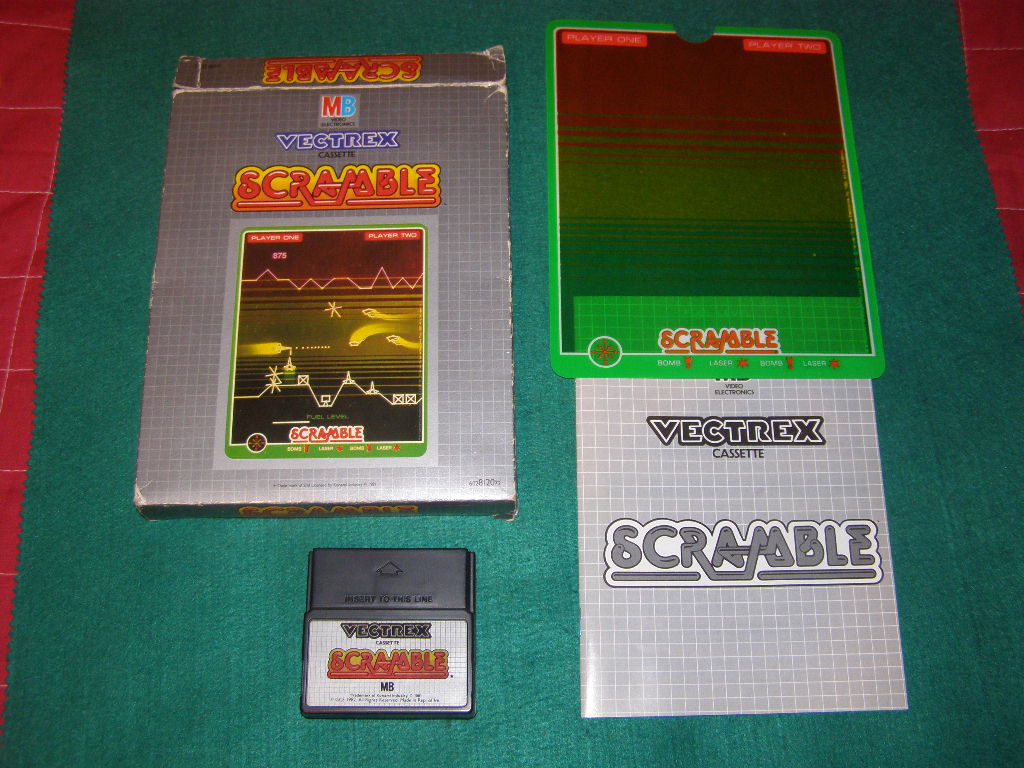 SCRAMBLE
MB
VIDEO
ELECTRONICS
VECTREX
CASSETTE
SCRAMBLE
PLAYER ONE PLAYER TWO
875
FUEL LEVEL
SCRAMBLE
BOMB LASER BOMB LASER
SCRAMBLE
PLAYER ONE PLAYER TWO
SCRAMBLE
BOMB LASER BOMB LASER
VIDEO
ELECTRONICS
VECTREX
CASSETTE
SCRAMBLE
INSERT TO THIS LINE
VECTREX
CASSETTE
SCRAMBLE
MB